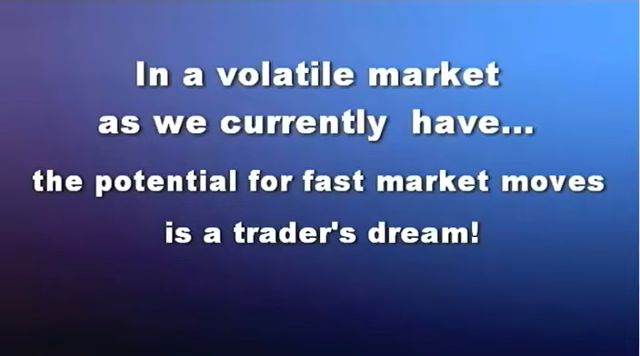 In a volatile market
as we currently  have...
the potential for fast market moves
is a trader's dream!